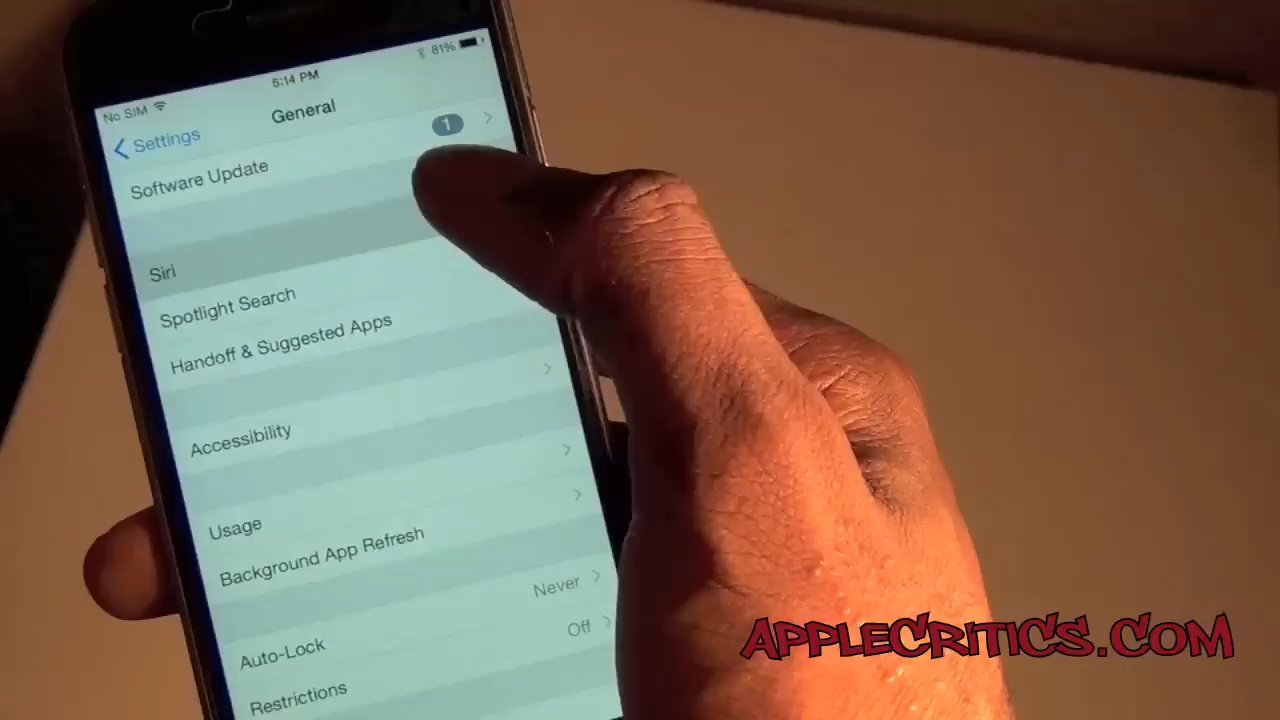 No SIM 5:14 PM 81%
Settings General
Software Update 1
Siri
Spotlight Search
Handoff & Suggested Apps
Accessibility
Usage
Background App Refresh
Auto-Lock Never
Restrictions Off
APPLECRITICS.COM